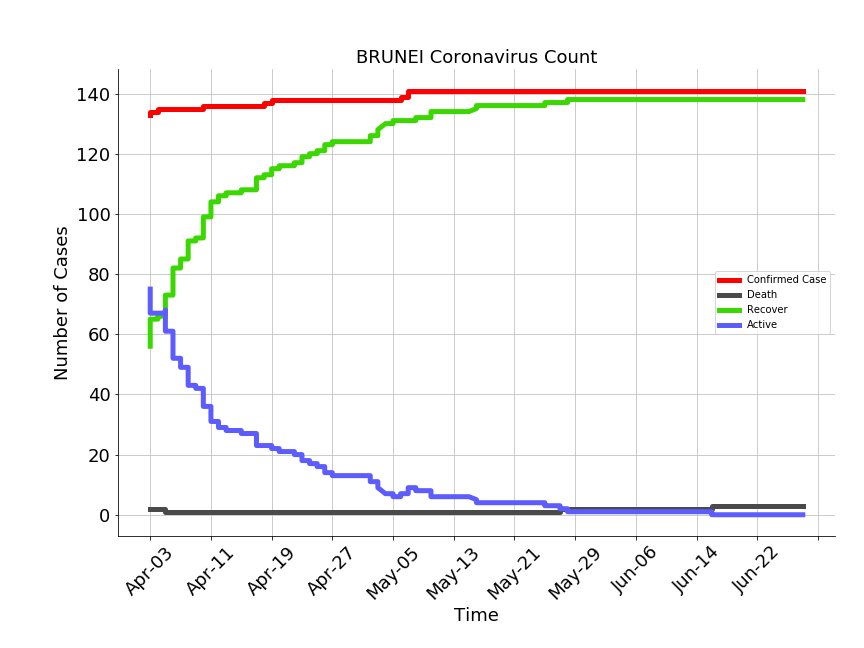 BRUNEI Coronavirus Count
140
120
100
80
60
40
20
0
Number of Cases
Confirmed Case
Death
Recover
Active
Apr-03
Apr-11
Apr-19
Apr-27
May-05
May-13
May-21
May-29
Jun-06
Jun-14
Jun-22
Time